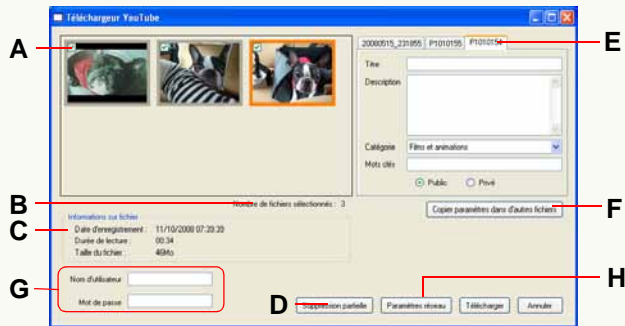 Téléchargeur YouTube
A
20080515_231855 P1010155 P1010154
E
Titre
Description
Catégorie Films et animations
Mots clés
Public Privé
B
Nombre de fichiers sélectionnés : 3
Copier paramètres dans d'autres fichiers
F
C
Informations sur fichier
Date d'enregistrement : 11/10/2008 07:39:39
Durée de lecture : 00:34
Taille du fichier : 46Mo
G
Nom d'utilisateur
Mot de passe
H
D
Suppression partielle Paramètres réseau Télécharger Annuler